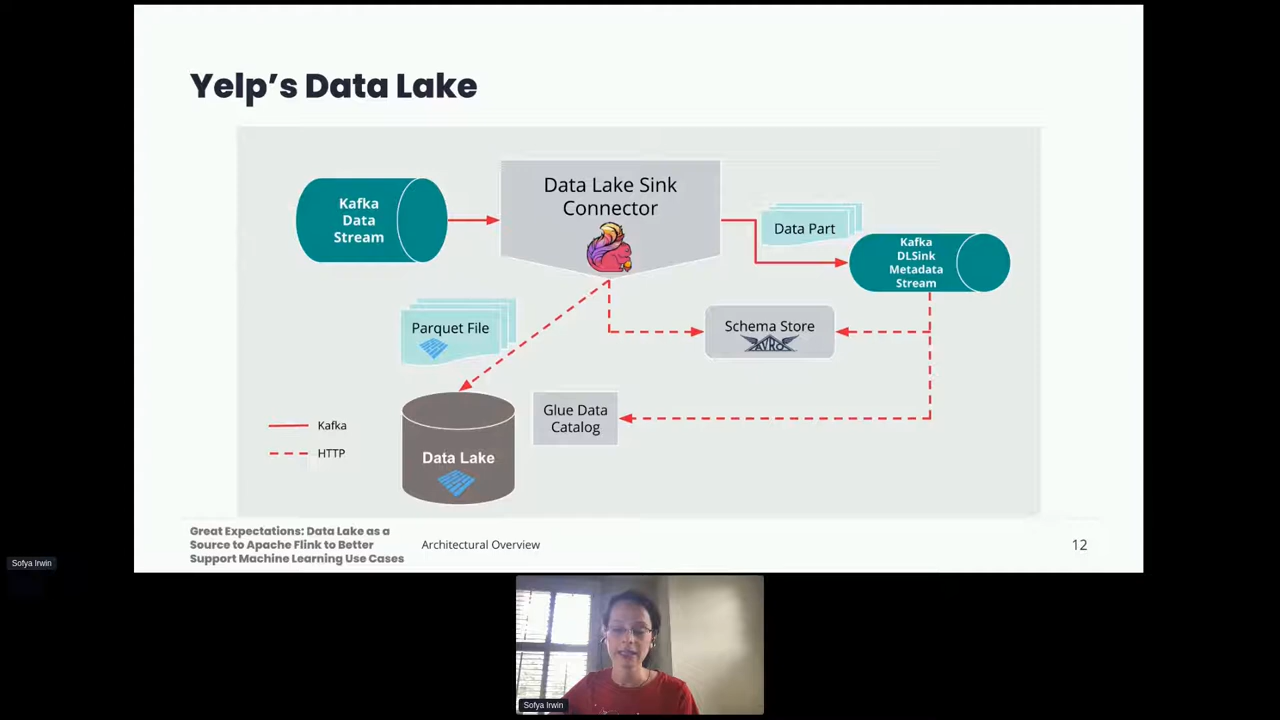 Yelp's Data Lake
Kafka
Data
Stream
Data Lake Sink
Connector
Data Part
Kafka
DLSink
Metadata
Stream
Parquet File
Schema Store
AVRO
Glue Data
Catalog
Kafka
HTTP
Data Lake
Great Expectations: Data Lake as a
Source to Apache Flink to Better
Support Machine Learning Use Cases
Architectural Overview
12
Sofya Irwin
Sofya Irwin